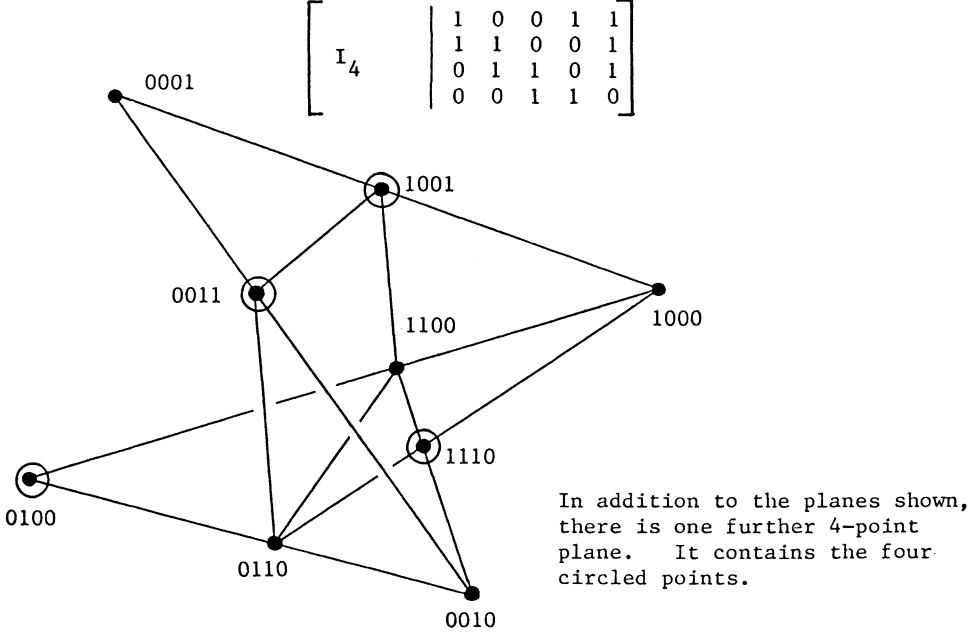 1 0 0 1 1
1 1 0 0 1
I4
0 1 1 0 1
0 0 1 1 0
0001
1001
0011
1000
1100
1110
0100
0110
0010
In addition to the planes shown,
there is one further 4-point
plane. It contains the four
circled points.